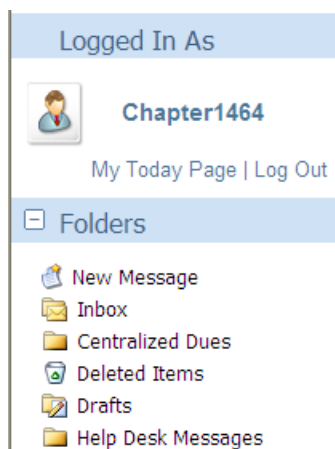 Logged In As
Chapter1464
My Today Page | Log Out
Folders
New Message
Inbox
Centralized Dues
Deleted Items
Drafts
Help Desk Messages